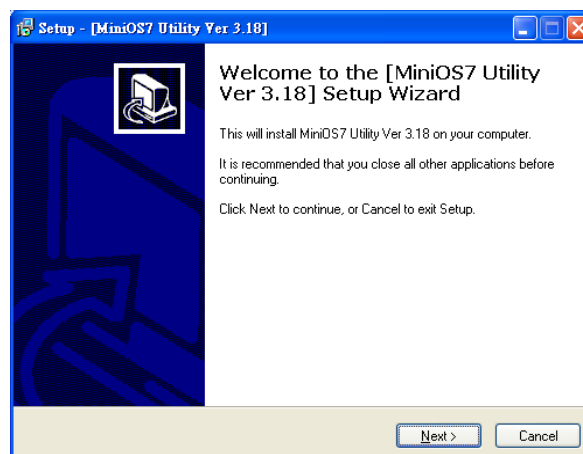 Setup - [MiniOS7 Utility Ver 3.18]
Welcome to the [MiniOS7 Utility
Ver 3.18] Setup Wizard
This will install MiniOS7 Utility Ver 3.18 on your computer.
It is recommended that you close all other applications before
continuing.
Click Next to continue, or Cancel to exit Setup.
Next >
Cancel